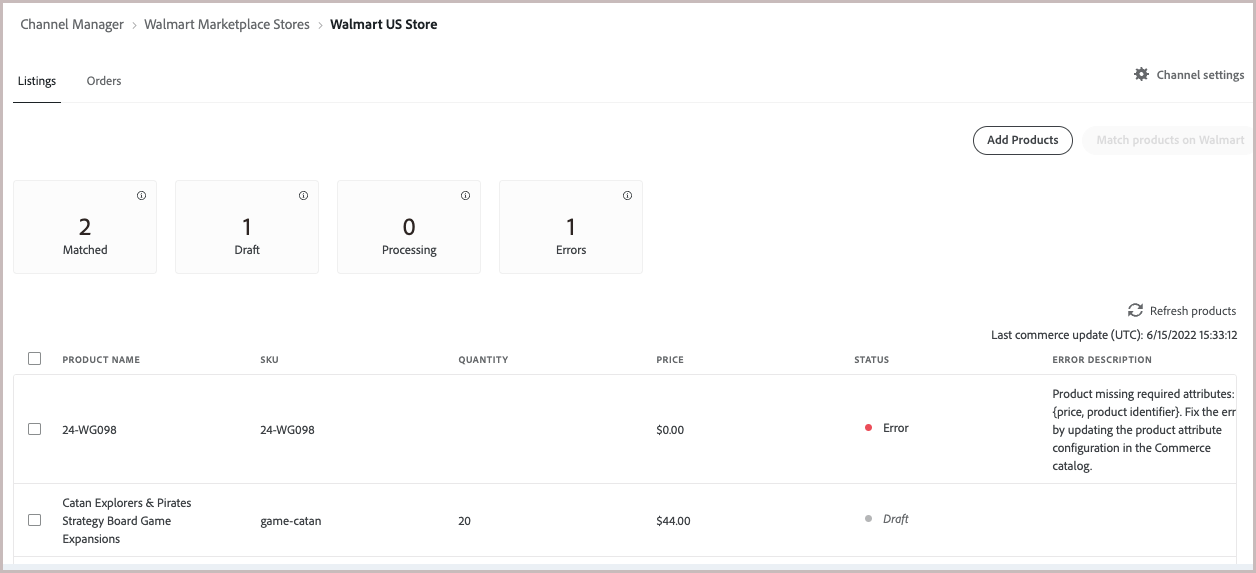 Channel Manager > Walmart Marketplace Stores > Walmart US Store
Listings Orders
Channel settings
Add Products Match products on Walmart
2
Matched
1
Draft
0
Processing
1
Errors
Refresh products
Last commerce update (UTC): 6/15/2022 15:33:12
PRODUCT NAME SKU QUANTITY PRICE STATUS ERROR DESCRIPTION
24-WG098 24-WG098 $0.00 Error
Product missing required attributes:
{price, product identifier}. Fix the err
by updating the product attribute
configuration in the Commerce
catalog.
Catan Explorers & Pirates
Strategy Board Game
Expansions
game-catan 20 $44.00 Draft